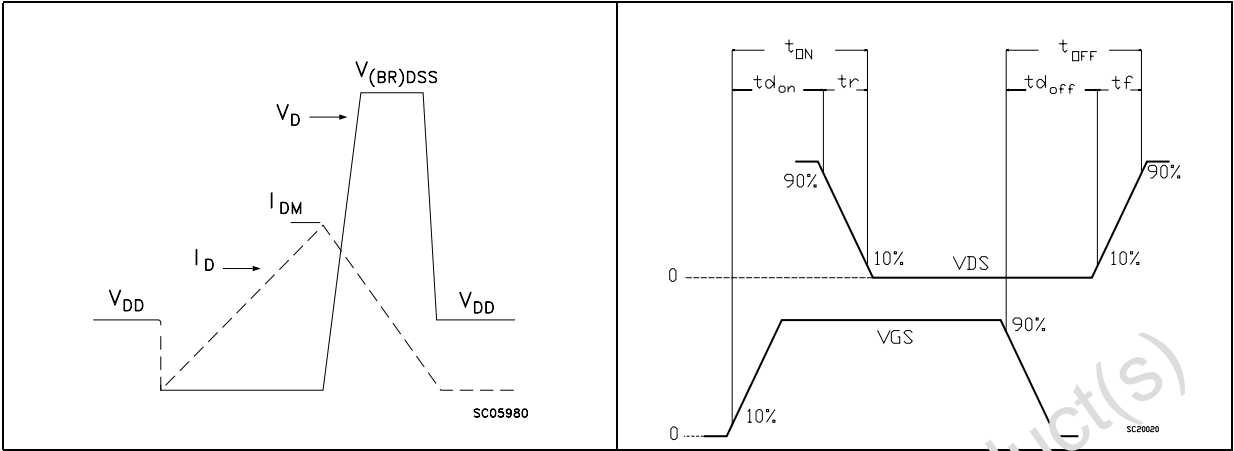 V(BR)DSS
VD
IDM
ID
VDD
VDD
SC05980
tON
tOFF
tdon
tr
tdoff
tf
90%
90%
10%
10%
0
VDS
90%
VGS
10%
0
SC20020
duct(s)